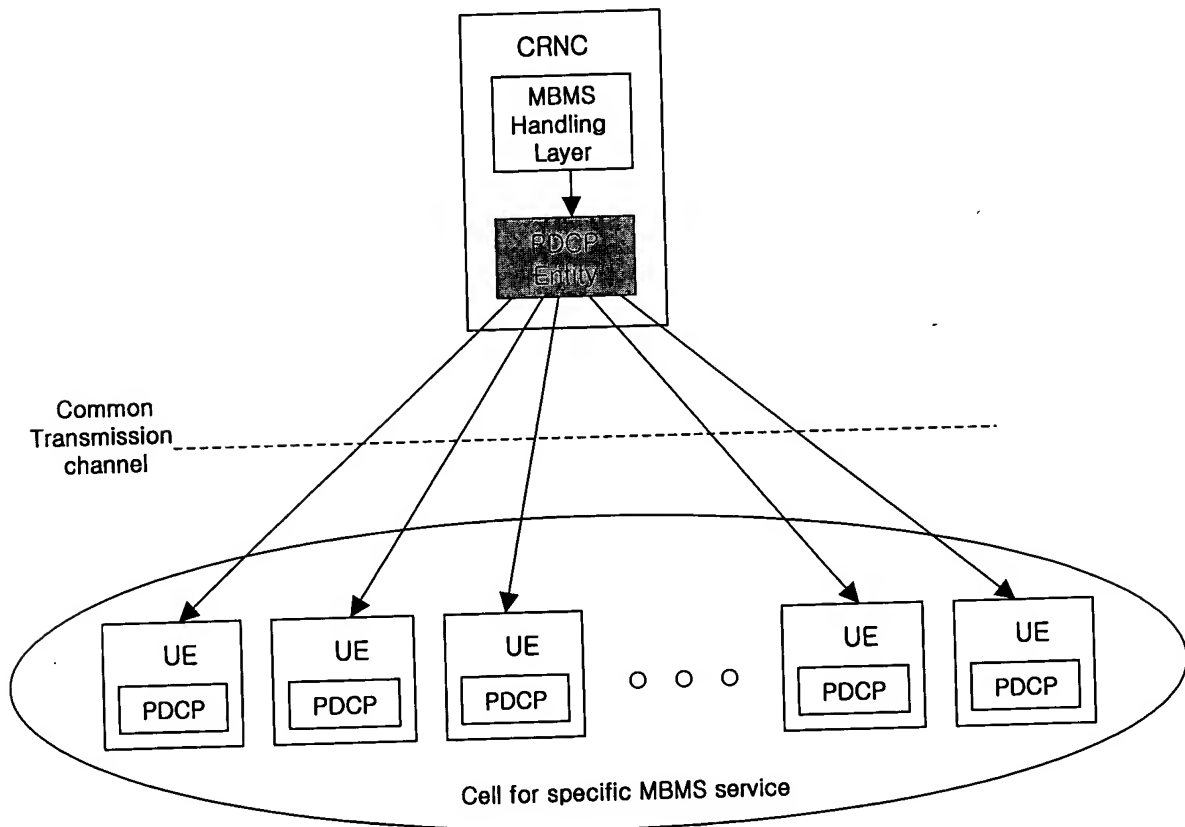 CRNC
MBMS
Handling
Layer
PDCP
Entity
Common
Transmission
channel
UE
PDCP
UE
PDCP
UE
PDCP
UE
PDCP
UE
PDCP
Cell for specific MBMS service